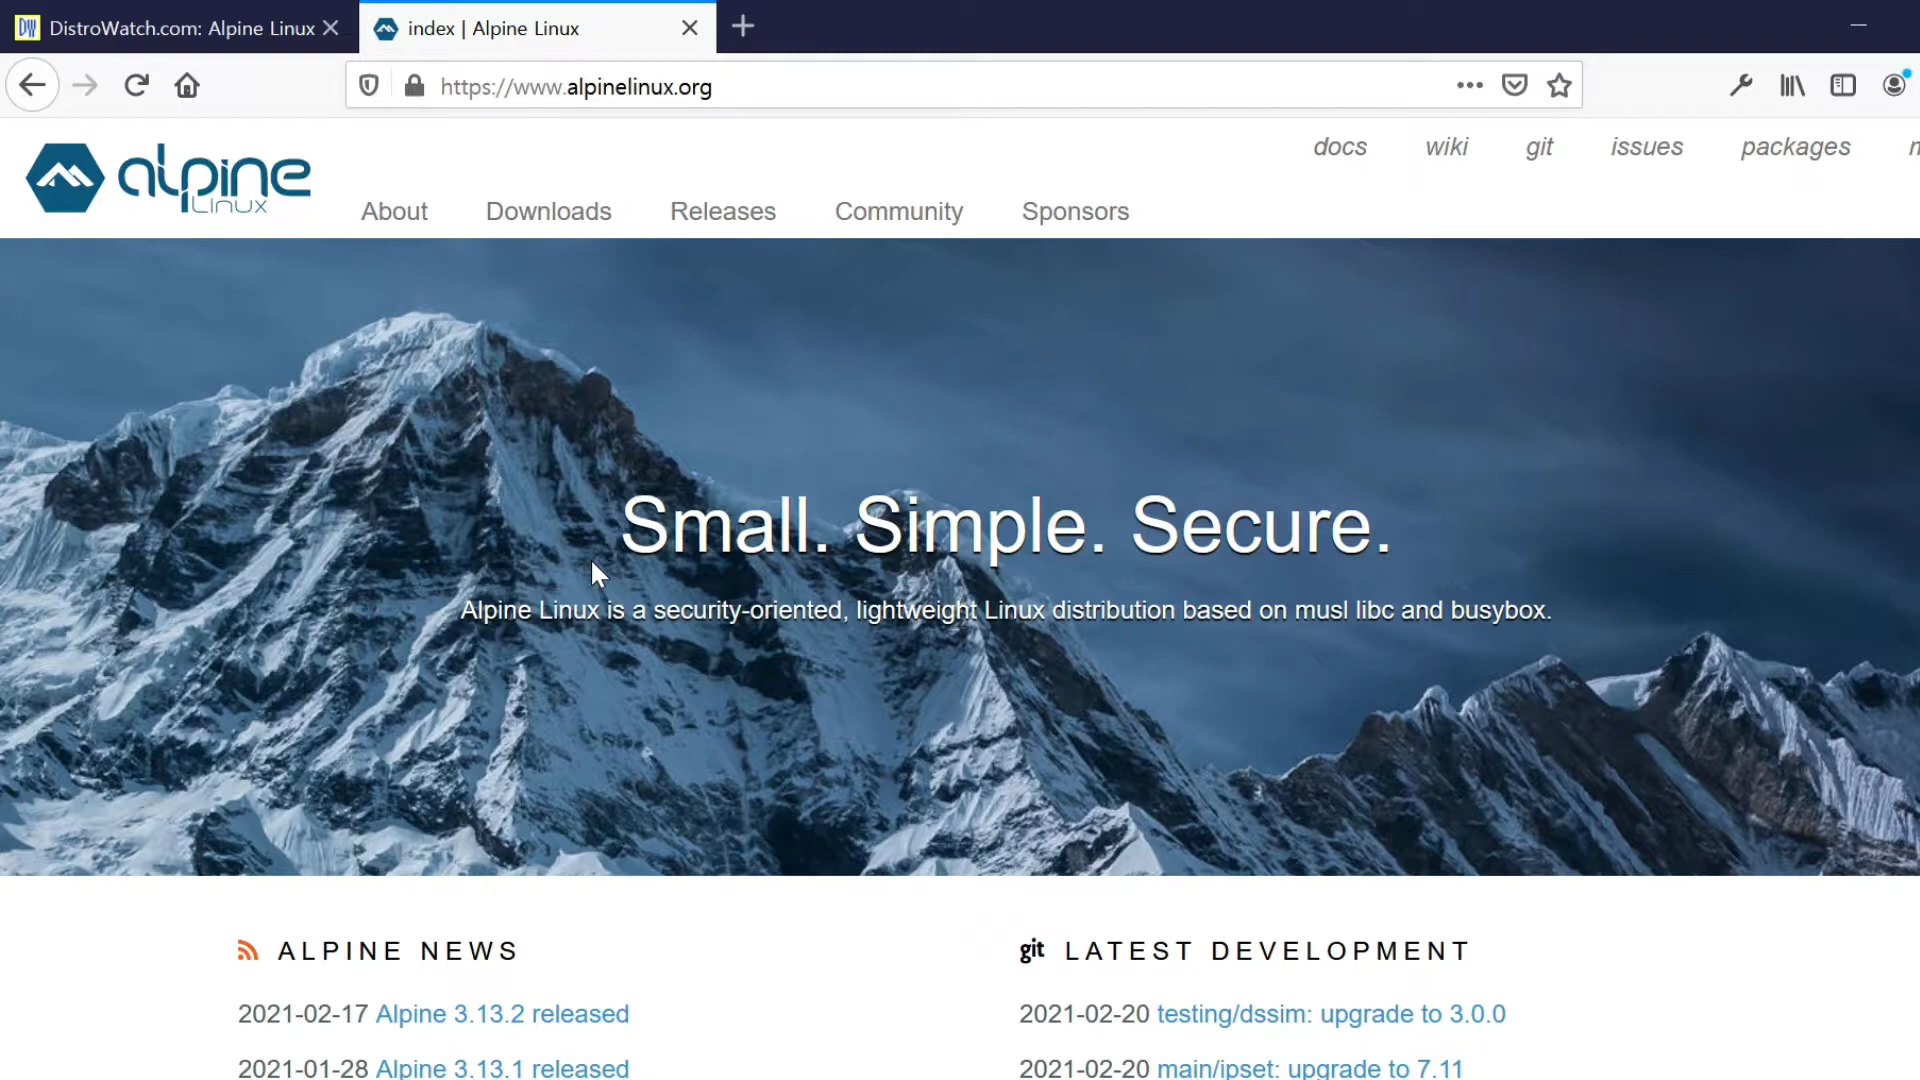 DistroWatch.com: Alpine Linux
index | Alpine Linux
https://www.alpinelinux.org
docs wiki git issues packages
alpine
Linux
About Downloads Releases Community Sponsors
Small. Simple. Secure.
Alpine Linux is a security-oriented, lightweight Linux distribution based on musl libc and busybox.
ALPINE NEWS
2021-02-17 Alpine 3.13.2 released
2021-01-28 Alpine 3.13.1 released
git LATEST DEVELOPMENT
2021-02-20 testing/dssim: upgrade to 3.0.0
2021-02-20 main/ipset: upgrade to 7.11